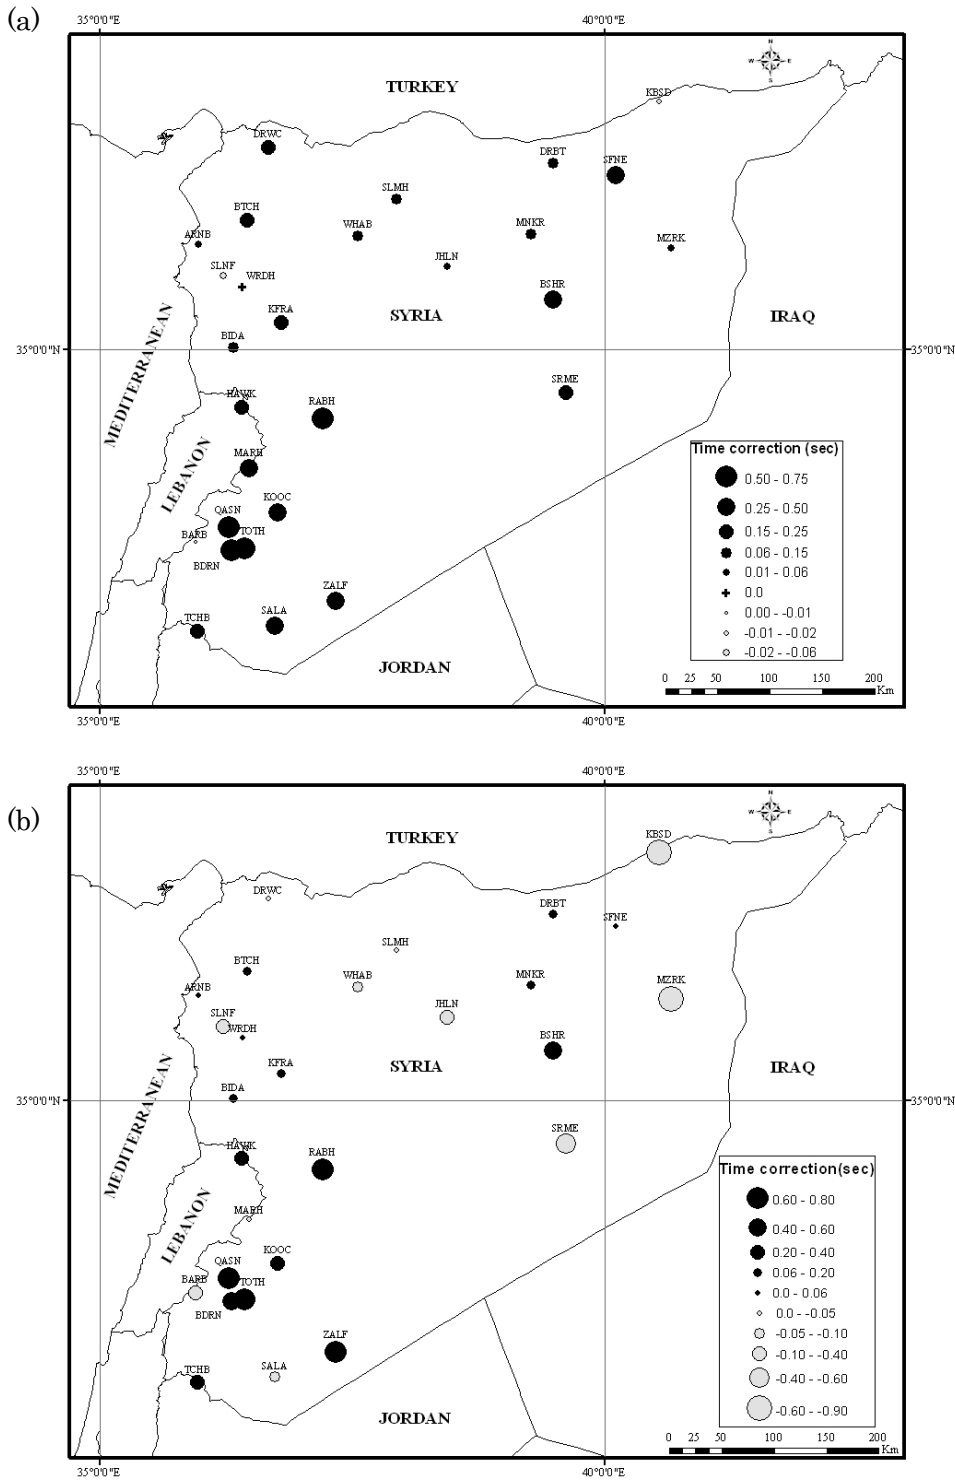 (a)
35°0'0"E
40°0'0"E
N
W
E
S
TURKEY
KBSD
DRWC
DRBT
SFNE
SLMH
BTCH
WHAB
MNKR
ARNB
MZRK
JHLN
SLNF
WRDH
BSHR
KFRA
SYRIA
IRAQ
BIDA
35°0'0"N
35°0'0"N
MEDITERRANEAN
SRME
HAWK
RABH
LEBANON
MARH
Time correction (sec)
0.50 - 0.75
0.25 - 0.50
0.15 - 0.25
0.06 - 0.15
0.01 - 0.06
0.0
0.00 - -0.01
-0.01 - -0.02
-0.02 - -0.06
KOOC
QASN
BARB
TOTH
BDRN
ZALF
SALA
TCHB
JORDAN
0 25 50 100 150 200
Km
35°0'0"E
40°0'0"E
(b)
35°0'0"E
40°0'0"E
N
W
E
S
TURKEY
KBSD
DRWC
DRBT
SFNE
SLMH
BTCH
WHAB
MNKR
MZRK
ARNB
JHLN
SLNF
WRDH
BSHR
KFRA
SYRIA
IRAQ
BIDA
35°0'0"N
35°0'0"N
MEDITERRANEAN
SRME
HAWK
RABH
LEBANON
MARH
Time correction(sec)
0.60 - 0.80
0.40 - 0.60
0.20 - 0.40
0.06 - 0.20
0.0 - 0.06
0.0 - -0.05
-0.05 - -0.10
-0.10 - -0.40
-0.40 - -0.60
-0.60 - -0.90
KOOC
QASN
BARB
TOTH
BDRN
ZALF
SALA
TCHB
JORDAN
0 25 50 100 150 200
Km
35°0'0"E
40°0'0"E